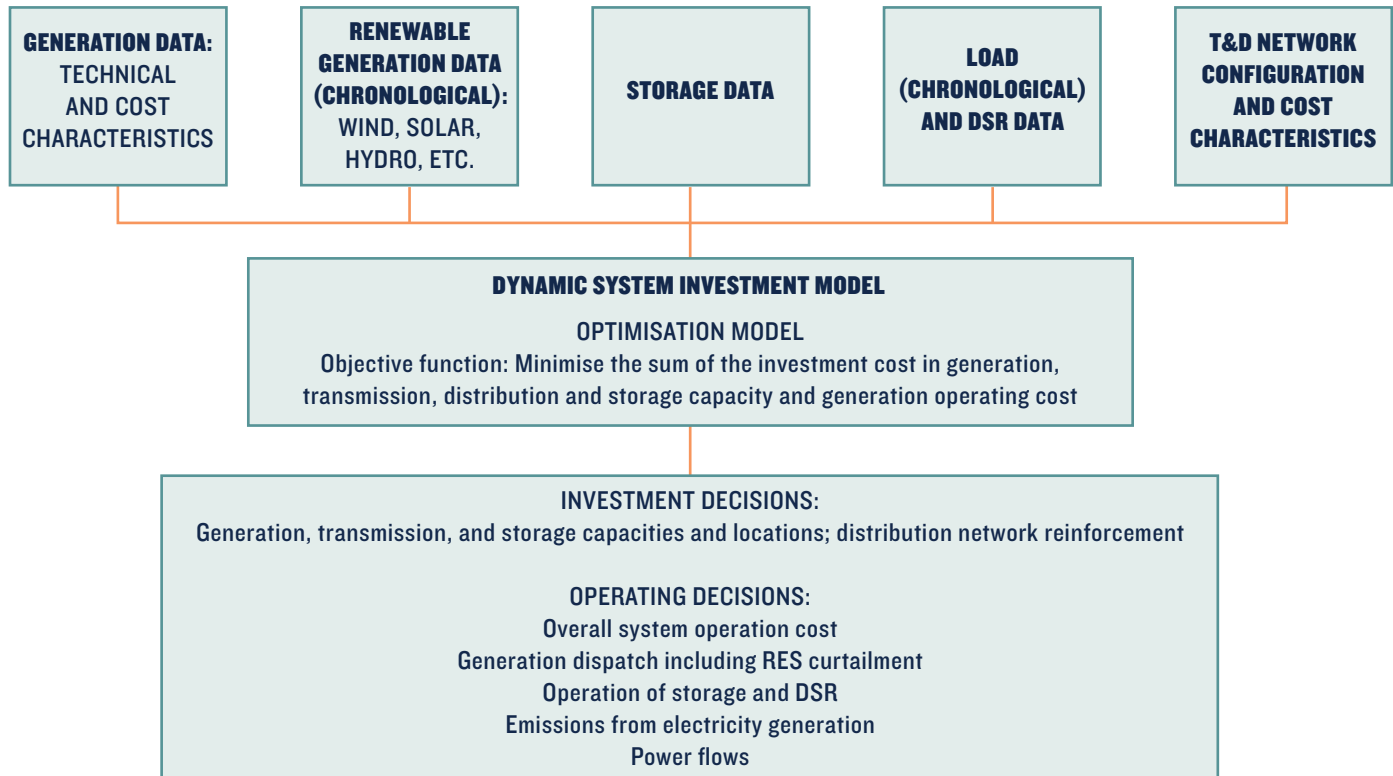 GENERATION DATA:
TECHNICAL
AND COST
CHARACTERISTICS
RENEWABLE
GENERATION DATA
(CHRONOLOGICAL):
WIND, SOLAR,
HYDRO, ETC.
STORAGE DATA
LOAD
(CHRONOLOGICAL)
AND DSR DATA
T&D NETWORK
CONFIGURATION
AND COST
CHARACTERISTICS
DYNAMIC SYSTEM INVESTMENT MODEL
OPTIMISATION MODEL
Objective function: Minimise the sum of the investment cost in generation,
transmission, distribution and storage capacity and generation operating cost
INVESTMENT DECISIONS:
Generation, transmission, and storage capacities and locations; distribution network reinforcement
OPERATING DECISIONS:
Overall system operation cost
Generation dispatch including RES curtailment
Operation of storage and DSR
Emissions from electricity generation
Power flows